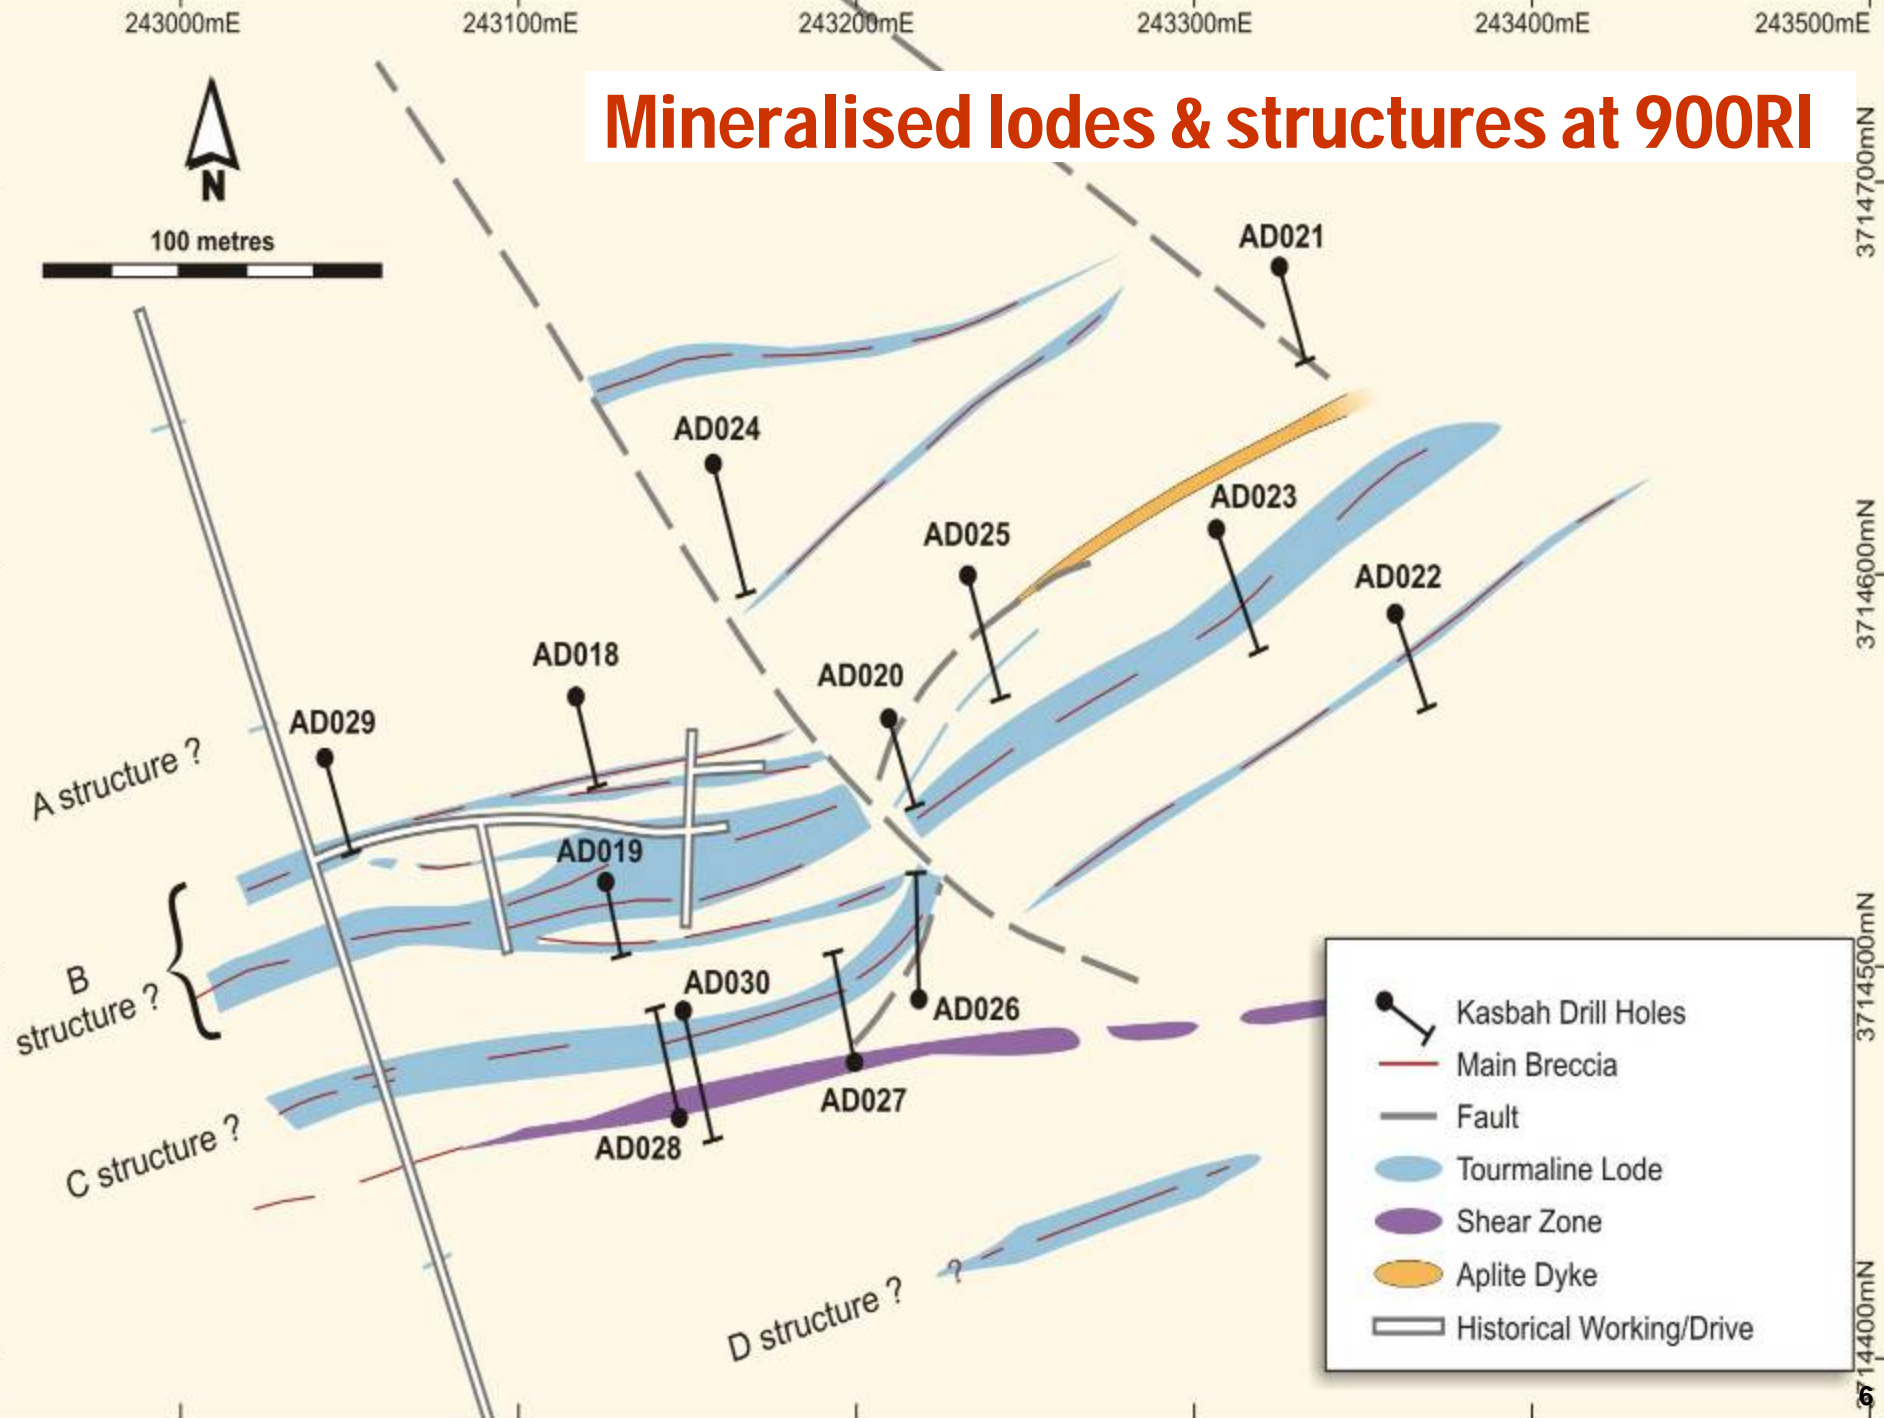 243000mE
243100mE
243200mE
243300mE
243400mE
243500mE
Mineralised lodes & structures at 900Rl
N
100 metres
3714700mN
AD021
AD024
AD023
AD025
AD022
3714600mN
AD018
AD020
AD029
A structure ?
AD019
B
structure ?
AD030
AD026
3714500mN
AD027
AD028
C structure ?
D structure ?
Kasbah Drill Holes
Main Breccia
Fault
Tourmaline Lode
Shear Zone
Aplite Dyke
Historical Working/Drive
?
3714400mN
6